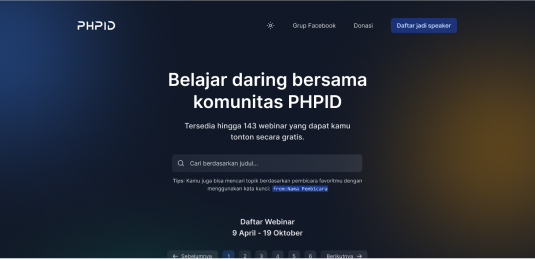 PHPID
Grup Facebook
Donasi
Daftar jadi speaker
Belajar daring bersama
komunitas PHPID
Tersedia hingga 143 webinar yang dapat kamu
tonton secara gratis.
Cari berdasarkan judul...
Tips: Kamu juga bisa mencari topik berdasarkan pembicara favoritmu dengan
menggunakan kata kunci: from:Nama Pembicara
Daftar Webinar
9 April - 19 Oktober
← Sebelumnya 1 2 3 4 5 6 Berikutnya →